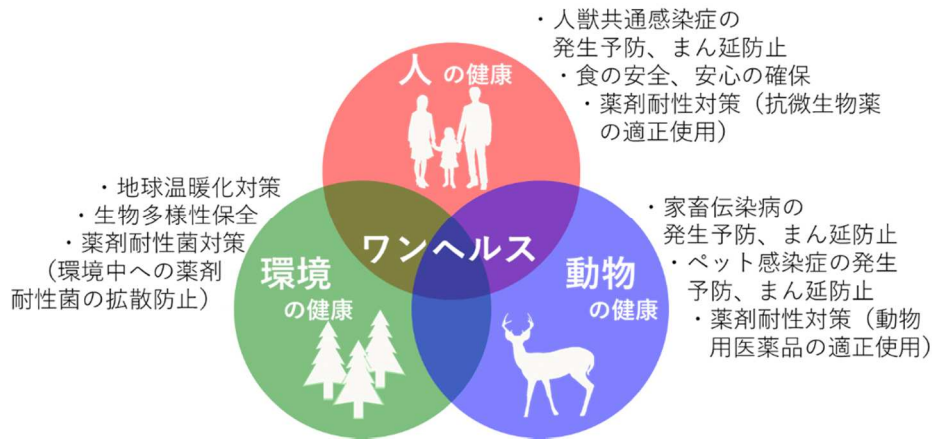 ・人獣共通感染症の
発生予防、まん延防止
・食の安全、安心の確保
・薬剤耐性対策（抗微生物薬
の適正使用）
人の健康
・地球温暖化対策
・生物多様性保全
・薬剤耐性菌対策
（環境中への薬剤
耐性菌の拡散防止）
ワンヘルス
環境
の健康
動物
の健康
・家畜伝染病の
発生予防、まん延防止
・ペット感染症の発生
予防、まん延防止
・薬剤耐性対策（動物
用医薬品の適正使用）